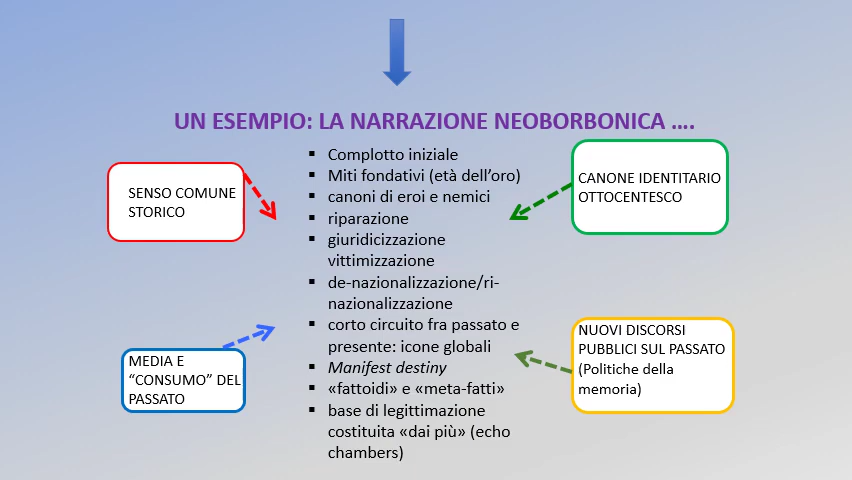 UN ESEMPIO: LA NARRAZIONE NEOBORBONICA ….
SENSO COMUNE
STORICO
MEDIA E
“CONSUMO” DEL
PASSATO
▪ Complotto iniziale
▪ Miti fondativi (età dell’oro)
▪ canoni di eroi e nemici
▪ riparazione
▪ giuridicizzazione
vittimizzazione
▪ de-nazionalizzazione/ri-
nazionalizzazione
▪ corto circuito fra passato e
presente: icone globali
▪ Manifest destiny
▪ «fattoidi» e «meta-fatti»
▪ base di legittimazione
costituita «dai più» (echo
chambers)
CANONE IDENTITARIO
OTTOCENTESCO
NUOVI DISCORSI
PUBBLICI SUL PASSATO
(Politiche della
memoria)